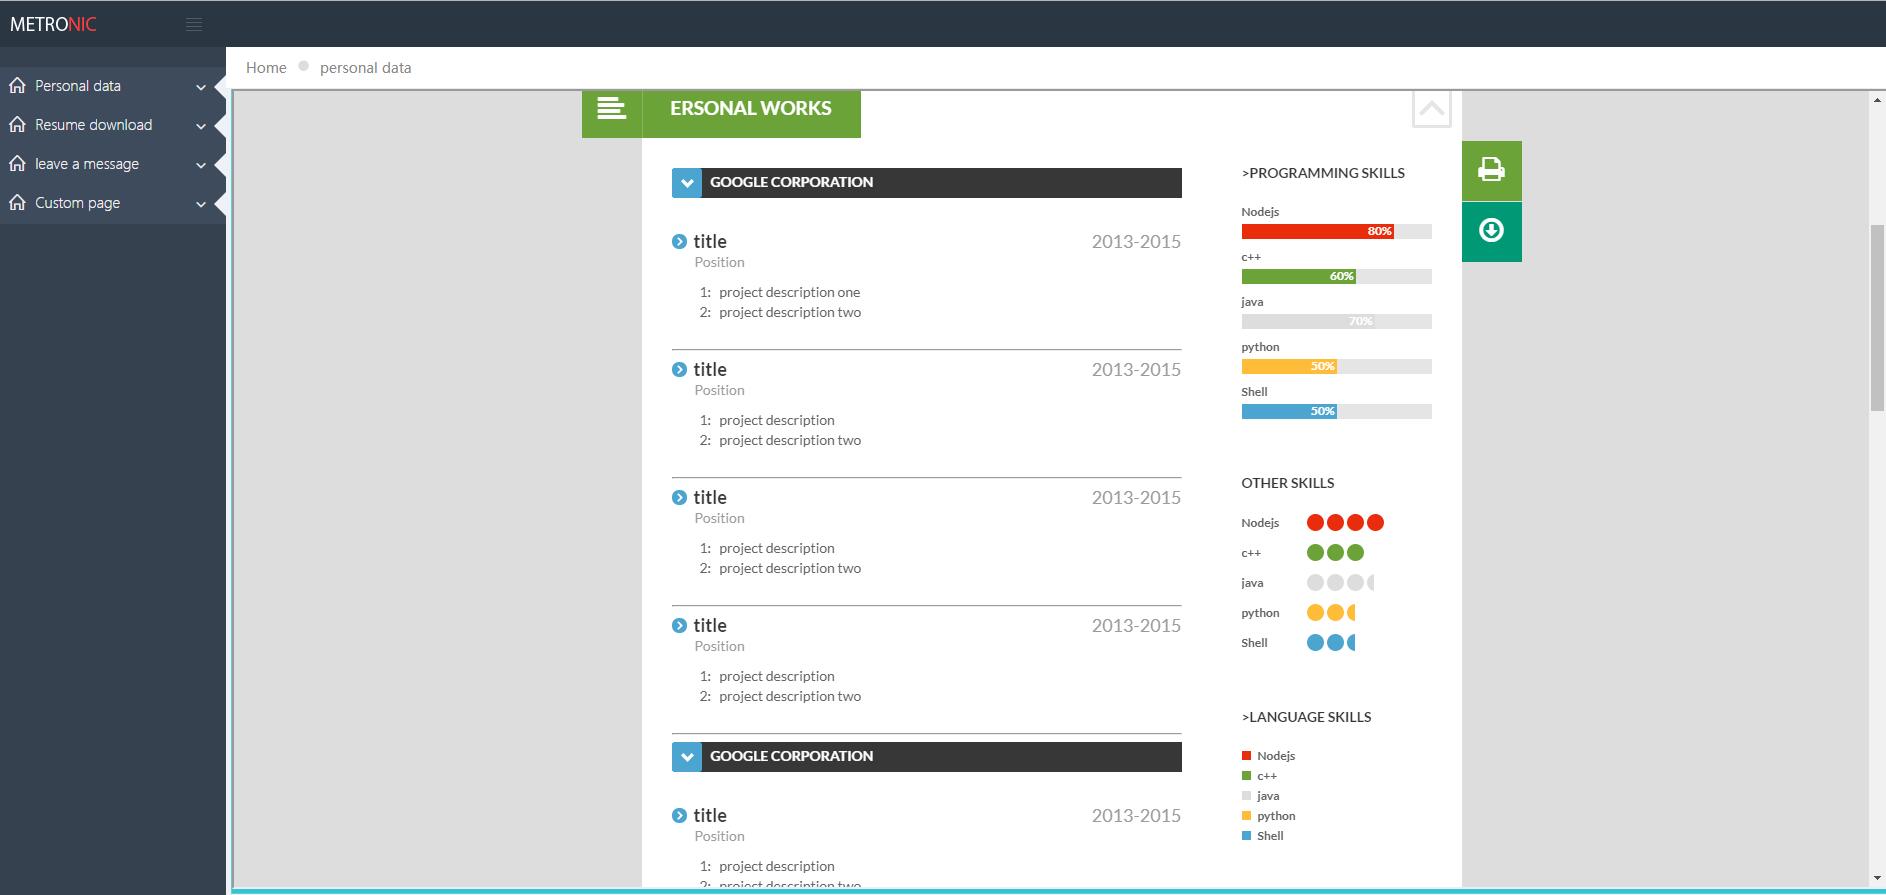 METRONIC
Home personal data
Personal data
Resume download
leave a message
Custom page
ERSONAL WORKS
GOOGLE CORPORATION
title 2013-2015
Position
1: project description one
2: project description two
title 2013-2015
Position
1: project description
2: project description two
title 2013-2015
Position
1: project description
2: project description two
title 2013-2015
Position
1: project description
2: project description two
GOOGLE CORPORATION
title 2013-2015
Position
1: project description
2: project description two
>PROGRAMMING SKILLS
Nodejs
80%
c++
60%
java
70%
python
50%
Shell
50%
OTHER SKILLS
Nodejs
c++
java
python
Shell
>LANGUAGE SKILLS
Nodejs
c++
java
python
Shell